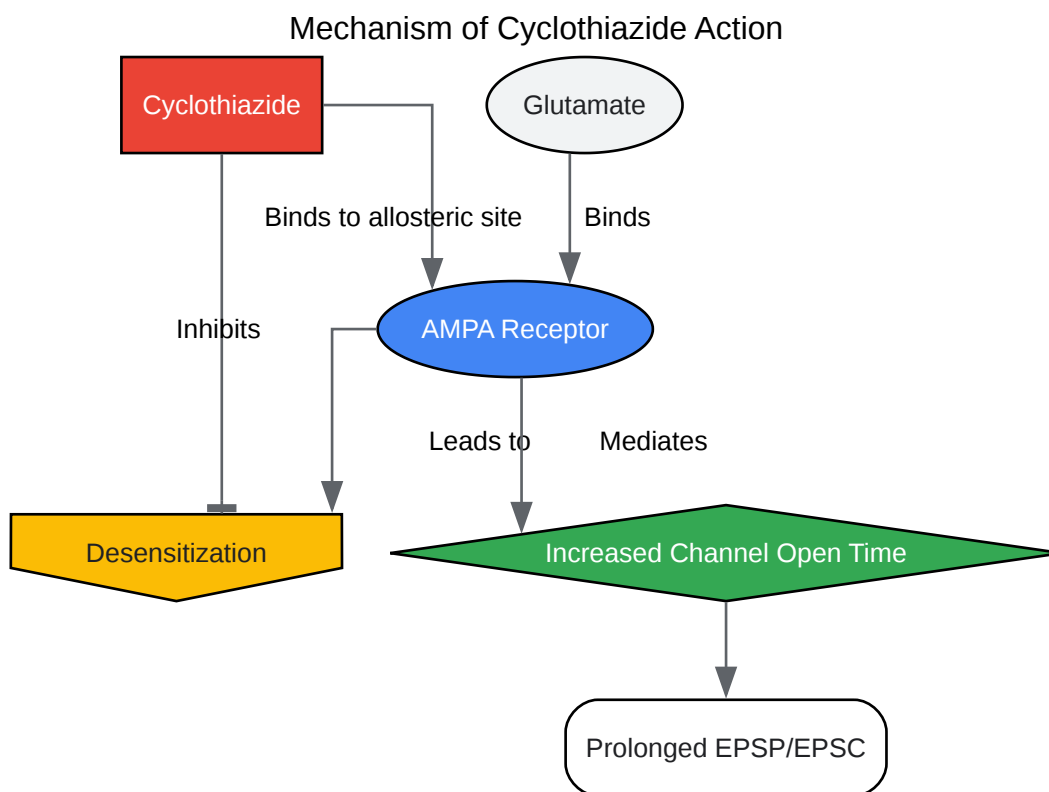 Mechanism of Cyclothiazide Action
Cyclothiazide
Glutamate
Binds to allosteric site
Binds
Inhibits
AMPA Receptor
Leads to
Mediates
Desensitization
Increased Channel Open Time
Prolonged EPSP/EPSC